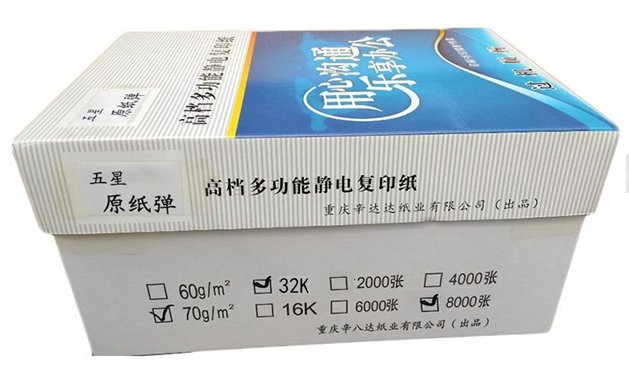 用心沟通
乐享办公
高档多功能静电复印纸
五星
原纸弹
五星
原纸弹
高档多功能静电复印纸
重庆辛达达纸业有限公司（出品）
60g/m² 32K 2000张 4000张
70g/m² 16K 6000张 8000张
重庆辛八达纸业有限公司（出品）